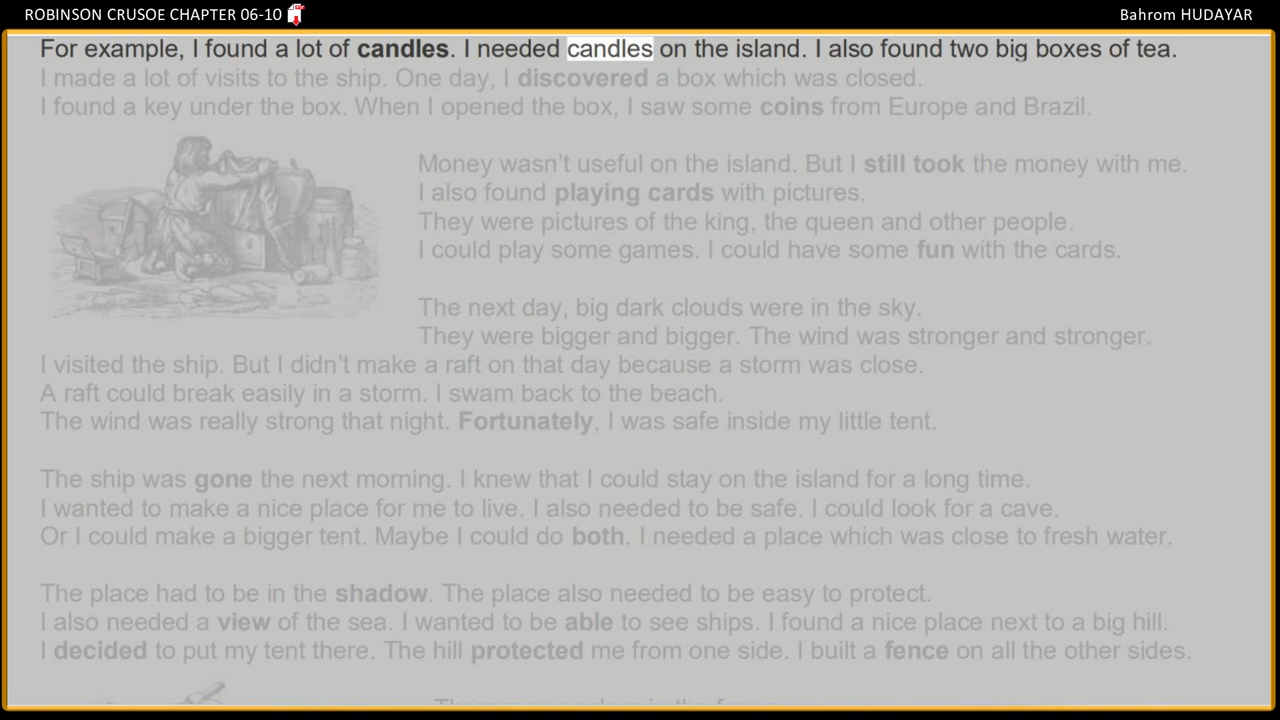 ROBINSON CRUSOE CHAPTER 06-10
Bahrom HUDAYAR
For example, I found a lot of candles. I needed candles on the island. I also found two big boxes of tea.
I made a lot of visits to the ship. One day, I discovered a box which was closed.
I found a key under the box. When I opened the box, I saw some coins from Europe and Brazil.
Money wasn’t useful on the island. But I still took the money with me.
I also found playing cards with pictures.
They were pictures of the king, the queen and other people.
I could play some games. I could have some fun with the cards.
The next day, big dark clouds were in the sky.
They were bigger and bigger. The wind was stronger and stronger.
I visited the ship. But I didn’t make a raft on that day because a storm was close.
A raft could break easily in a storm. I swam back to the beach.
The wind was really strong that night. Fortunately, I was safe inside my little tent.
The ship was gone the next morning. I knew that I could stay on the island for a long time.
I wanted to make a nice place for me to live. I also needed to be safe. I could look for a cave.
Or I could make a bigger tent. Maybe I could do both. I needed a place which was close to fresh water.
The place had to be in the shadow. The place also needed to be easy to protect.
I also needed a view of the sea. I wanted to be able to see ships. I found a nice place next to a big hill.
I decided to put my tent there. The hill protected me from one side. I built a fence on all the other sides.